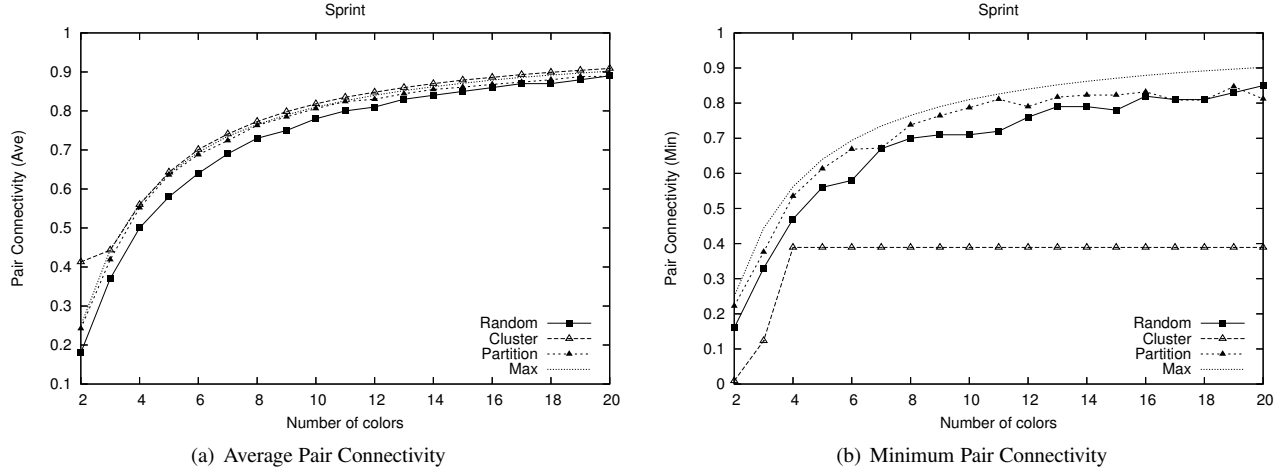 Sprint
1
0.9
0.8
0.7
0.6
0.5
0.4
0.3
0.2
0.1
Pair Connectivity (Ave)
Random
Cluster
Partition
Max
2 4 6 8 10 12 14 16 18 20
Number of colors
(a) Average Pair Connectivity
Sprint
1
0.9
0.8
0.7
0.6
0.5
0.4
0.3
0.2
0.1
0
Pair Connectivity (Min)
Random
Cluster
Partition
Max
2 4 6 8 10 12 14 16 18 20
Number of colors
(b) Minimum Pair Connectivity